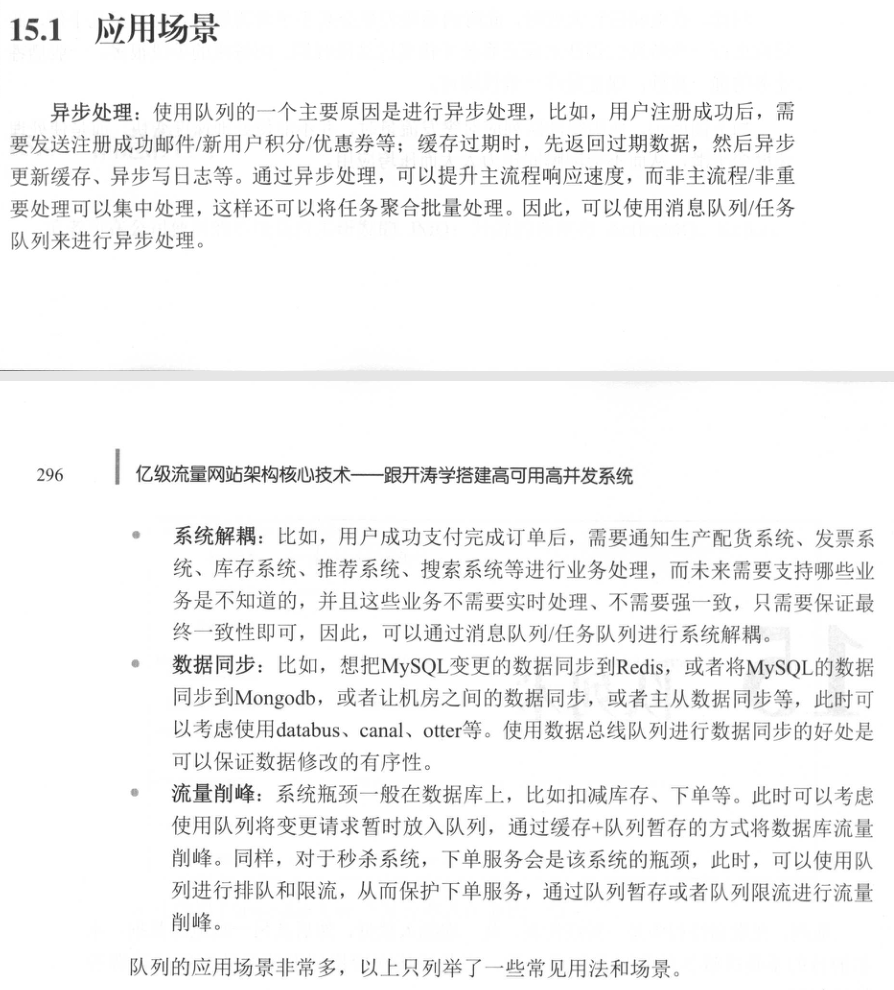 15.1 应用场景
异步处理：使用队列的一个主要原因是进行异步处理，比如，用户注册成功后，需
要发送注册成功邮件/新用户积分/优惠券等；缓存过期时，先返回过期数据，然后异步
更新缓存、异步写日志等。通过异步处理，可以提升主流程响应速度，而非主流程/非重
要处理可以集中处理，这样还可以将任务聚合批量处理。因此，可以使用消息队列/任务
队列来进行异步处理。
296 亿级流量网站架构核心技术——跟开涛学搭建高可用高并发系统
• 系统解耦：比如，用户成功支付完成订单后，需要通知生产配货系统、发票系
统、库存系统、推荐系统、搜索系统等进行业务处理，而未来需要支持哪些业
务是不知道的，并且这些业务不需要实时处理、不需要强一致，只需要保证最
终一致性即可，因此，可以通过消息队列/任务队列进行系统解耦。
• 数据同步：比如，想把MySQL变更的数据同步到Redis，或者将MySQL的数据
同步到Mongodb，或者让机房之间的数据同步，或者主从数据同步等，此时可
以考虑使用databus、canal、otter等。使用数据总线队列进行数据同步的好处是
可以保证数据修改的有序性。
• 流量削峰：系统瓶颈一般在数据库上，比如扣减库存、下单等。此时可以考虑
使用队列将变更请求暂时放入队列，通过缓存+队列暂存的方式将数据库流量
削峰。同样，对于秒杀系统，下单服务会是该系统的瓶颈，此时，可以使用队
列进行排队和限流，从而保护下单服务，通过队列暂存或者队列限流进行流量
削峰。
队列的应用场景非常多，以上只列举了一些常见用法和场景。